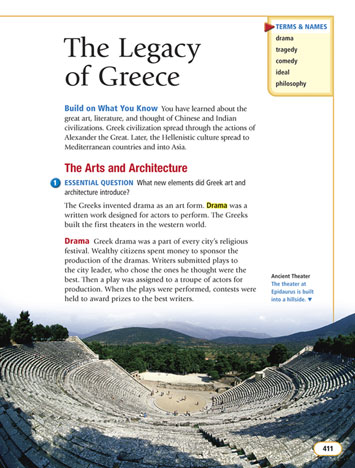 TERMS & NAMES
drama
tragedy
comedy
ideal
philosophy
The Legacy
of Greece
Build on What You Know You have learned about the
great art, literature, and thought of Chinese and Indian
civilizations. Greek civilization spread through the actions of
Alexander the Great. Later, the Hellenistic culture spread to
Mediterranean countries and into Asia.
The Arts and Architecture
1 ESSENTIAL QUESTION What new elements did Greek art and
architecture introduce?
The Greeks invented drama as an art form. Drama was a
written work designed for actors to perform. The Greeks
built the first theaters in the western world.
Drama Greek drama was a part of every city's religious
festival. Wealthy citizens spent money to sponsor the
production of the dramas. Writers submitted plays to
the city leader, who chose the ones he thought were the
best. Then a play was assigned to a troupe of actors for
production. When the plays were performed, contests were
held to award prizes to the best writers.
Ancient Theater
The theater at
Epidaurus is built
into a hillside. ▼
411